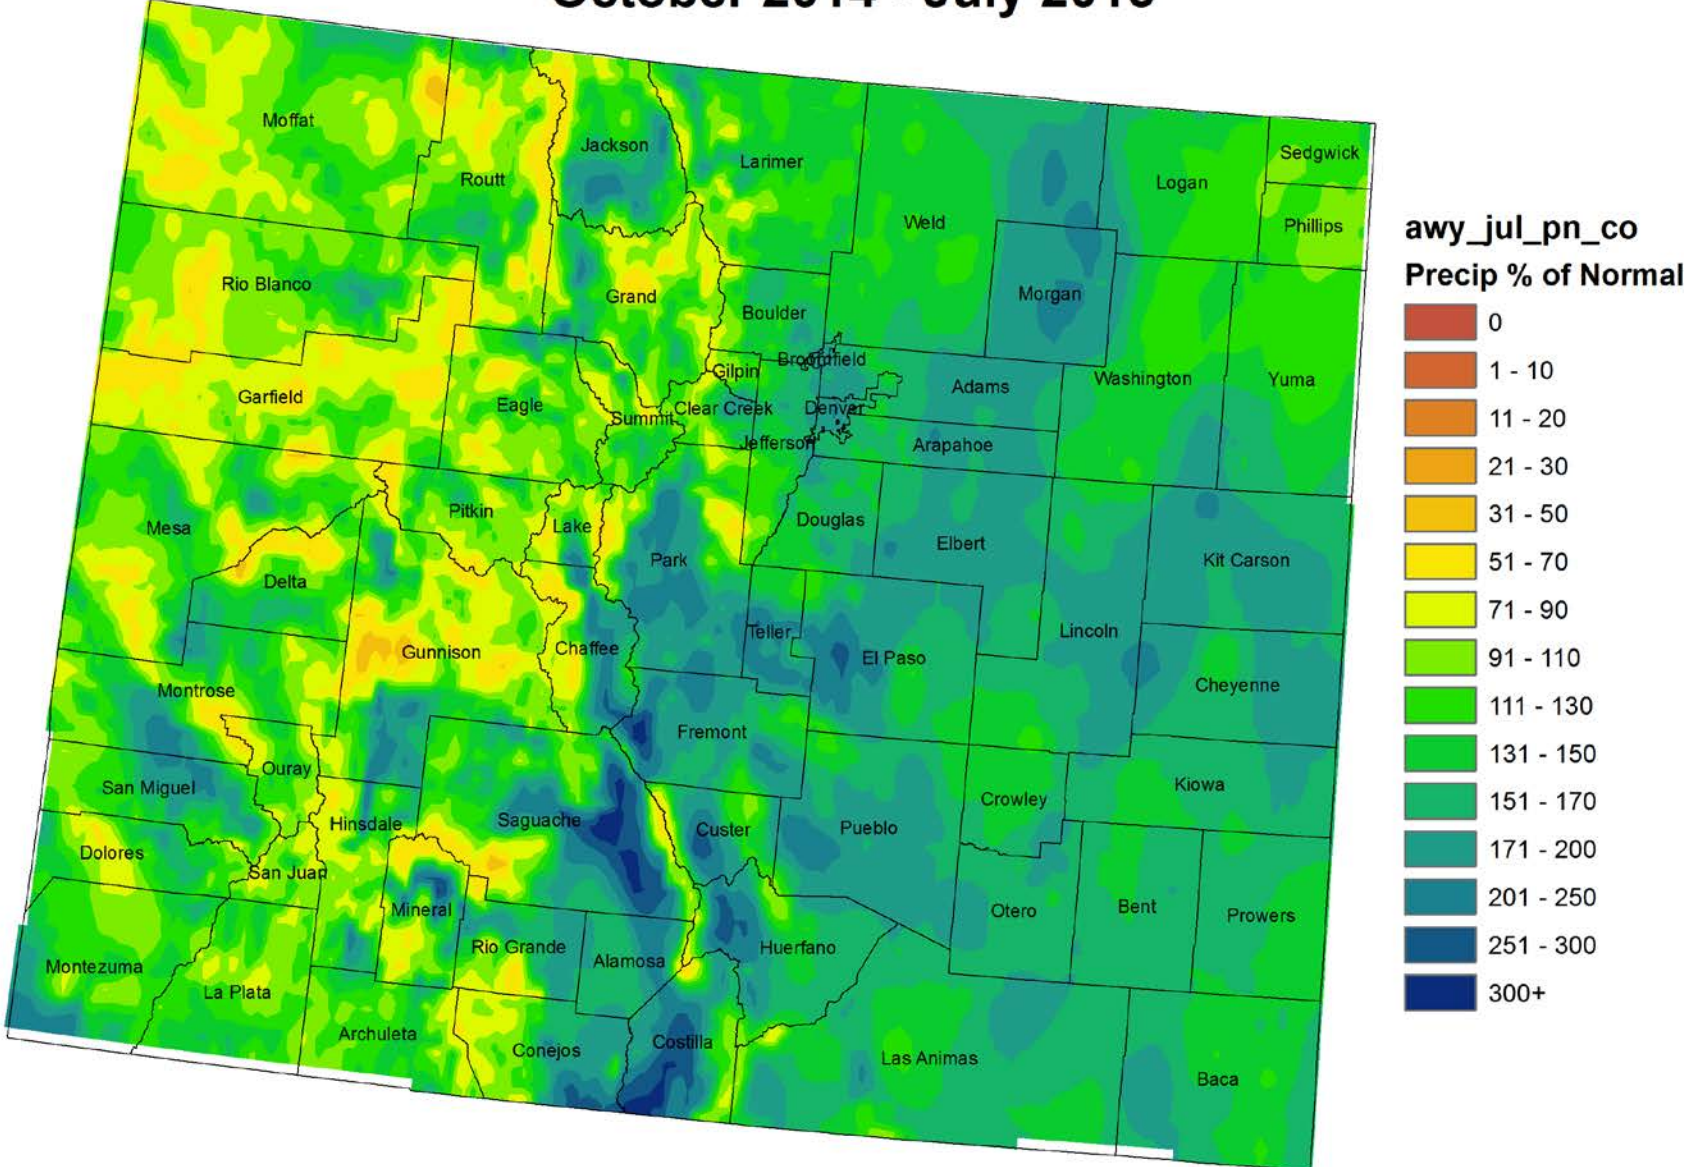 October 2014 - July 2015
Moffat
Jackson
Larimer
Routt
Weld
Logan
Sedgwick
Phillips
Rio Blanco
Grand
Boulder
Morgan
Broomfield
Gilpin
Garfield
Eagle
Summit
Clear Creek
Denver
Adams
Washington
Yuma
Jefferson
Arapahoe
Mesa
Pitkin
Lake
Park
Douglas
Elbert
Kit Carson
Delta
Gunnison
Chaffee
Teller
El Paso
Lincoln
Cheyenne
Montrose
Fremont
Ouray
San Miguel
Hinsdale
Saguache
Custer
Pueblo
Crowley
Kiowa
Dolores
San Juan
Mineral
Rio Grande
Alamosa
Huerfano
Otero
Bent
Prowers
Montezuma
La Plata
Archuleta
Conejos
Costilla
Las Animas
Baca
awy_jul_pn_co
Precip % of Normal
0
1 - 10
11 - 20
21 - 30
31 - 50
51 - 70
71 - 90
91 - 110
111 - 130
131 - 150
151 - 170
171 - 200
201 - 250
251 - 300
300+